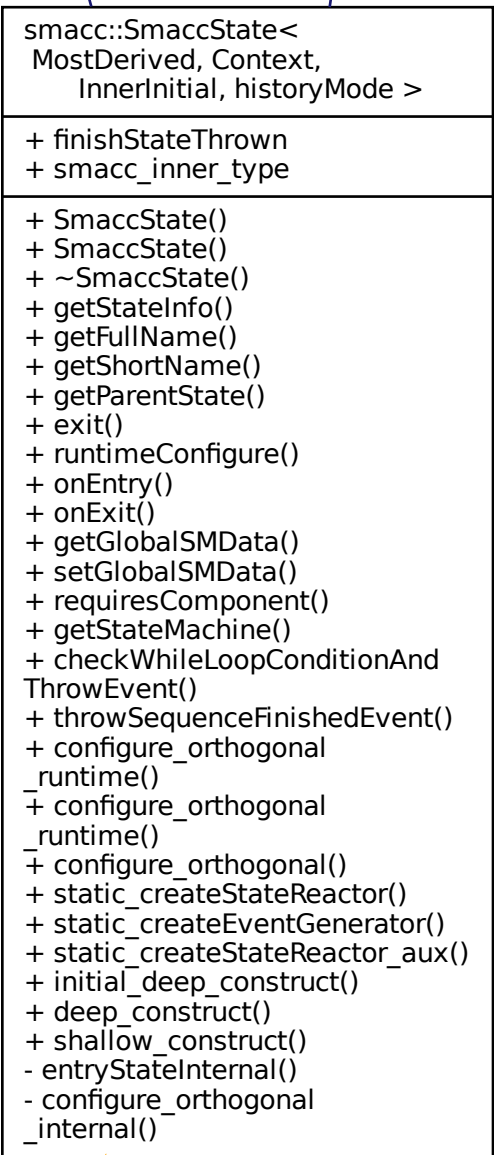 smacc::SmaccState<
MostDerived, Context,
InnerInitial, historyMode >
+ finishStateThrown
+ smacc_inner_type
+ SmaccState()
+ SmaccState()
+ ~SmaccState()
+ getStateInfo()
+ getFullName()
+ getShortName()
+ getParentState()
+ exit()
+ runtimeConfigure()
+ onEntry()
+ onExit()
+ getGlobalSMData()
+ setGlobalSMData()
+ requiresComponent()
+ getStateMachine()
+ checkWhileLoopConditionAnd
ThrowEvent()
+ throwSequenceFinishedEvent()
+ configure_orthogonal
_runtime()
+ configure_orthogonal
_runtime()
+ configure_orthogonal()
+ static_createStateReactor()
+ static_createEventGenerator()
+ static_createStateReactor_aux()
+ initial_deep_construct()
+ deep_construct()
+ shallow_construct()
- entryStateInternal()
- configure_orthogonal
_internal()